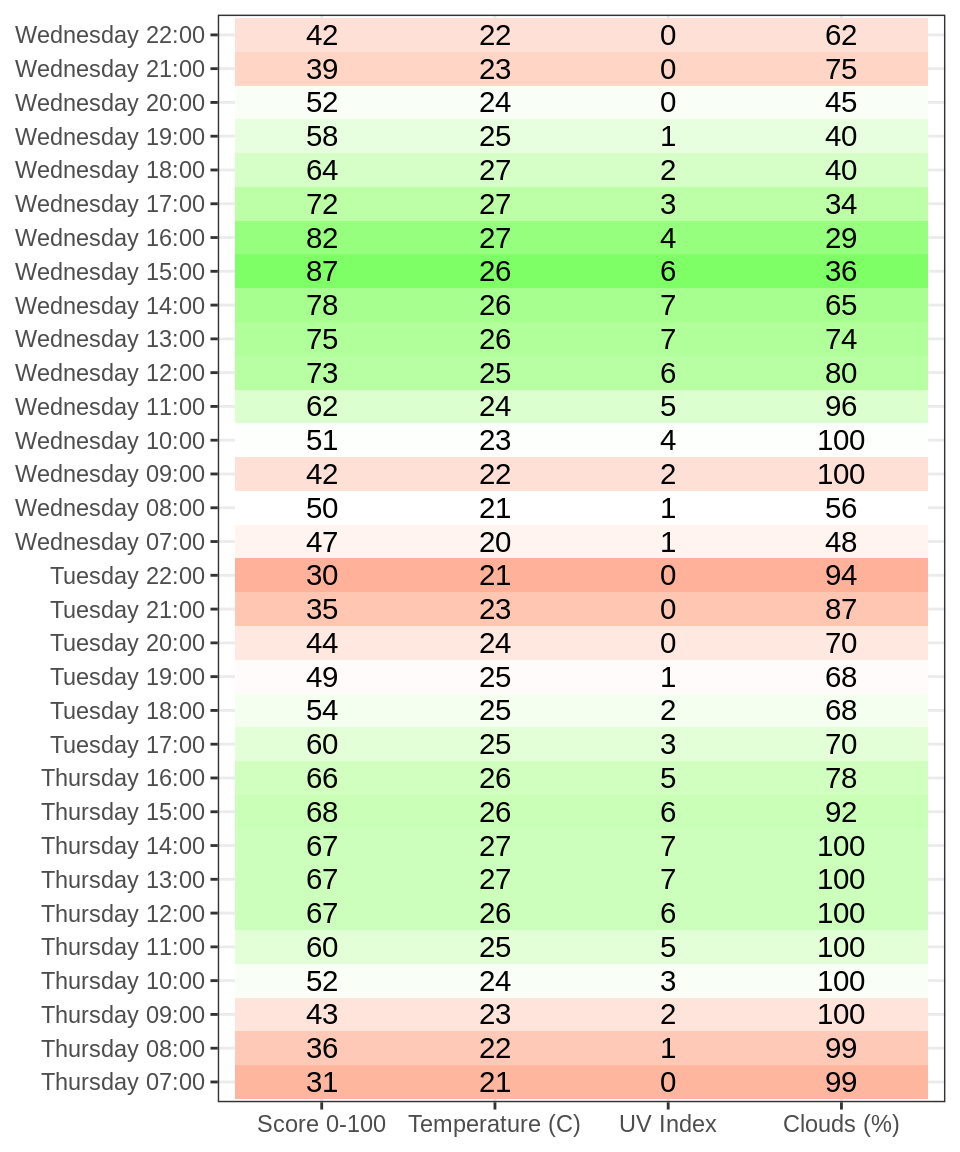 Wednesday 22:00 42 22 0 62
Wednesday 21:00 39 23 0 75
Wednesday 20:00 52 24 0 45
Wednesday 19:00 58 25 1 40
Wednesday 18:00 64 27 2 40
Wednesday 17:00 72 27 3 34
Wednesday 16:00 82 27 4 29
Wednesday 15:00 87 26 6 36
Wednesday 14:00 78 26 7 65
Wednesday 13:00 75 26 7 74
Wednesday 12:00 73 25 6 80
Wednesday 11:00 62 24 5 96
Wednesday 10:00 51 23 4 100
Wednesday 09:00 42 22 2 100
Wednesday 08:00 50 21 1 56
Wednesday 07:00 47 20 1 48
Tuesday 22:00 30 21 0 94
Tuesday 21:00 35 23 0 87
Tuesday 20:00 44 24 0 70
Tuesday 19:00 49 25 1 68
Tuesday 18:00 54 25 2 68
Tuesday 17:00 60 25 3 70
Thursday 16:00 66 26 5 78
Thursday 15:00 68 26 6 92
Thursday 14:00 67 27 7 100
Thursday 13:00 67 27 7 100
Thursday 12:00 67 26 6 100
Thursday 11:00 60 25 5 100
Thursday 10:00 52 24 3 100
Thursday 09:00 43 23 2 100
Thursday 08:00 36 22 1 99
Thursday 07:00 31 21 0 99
Score 0-100 Temperature (C) UV Index Clouds (%)